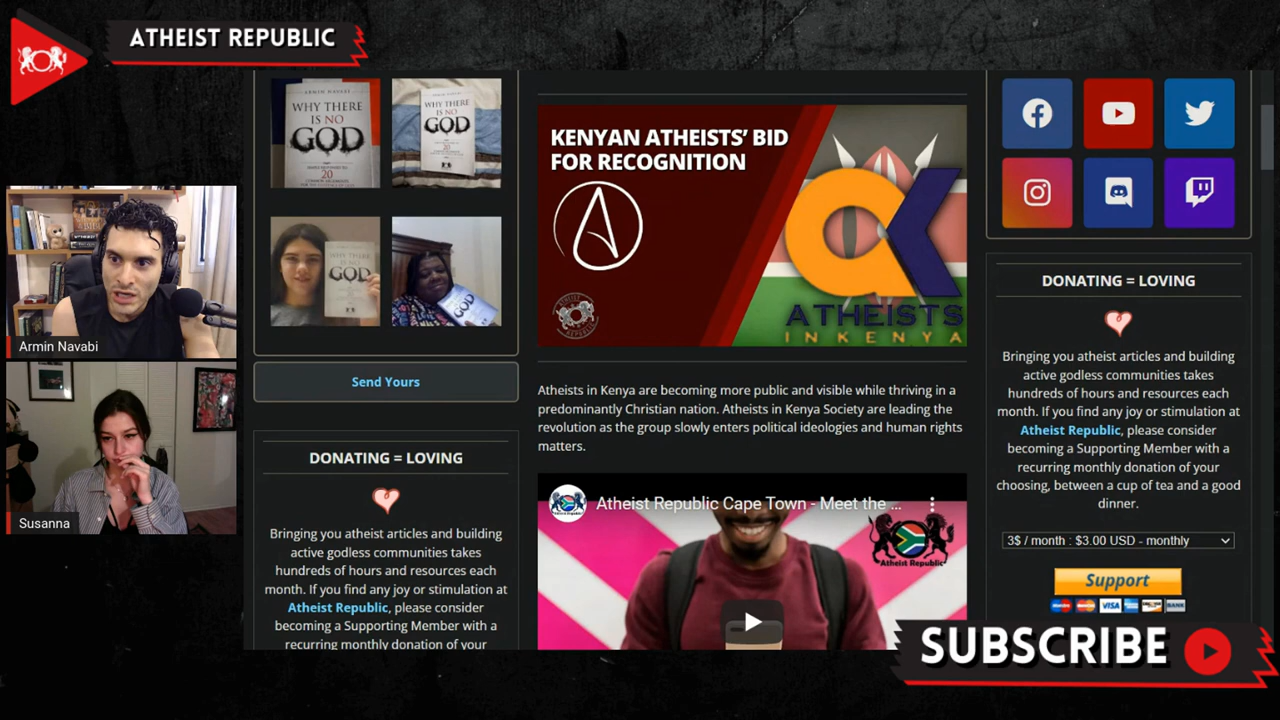 ATHEIST REPUBLIC
ARMIN NAVABI
WHY THERE
IS NO
GOD
20
WHY THERE
IS NO
GOD
20
WHY THERE
IS NO
GOD
GOD
Send Yours
DONATING = LOVING
Bringing you atheist articles and building
active godless communities takes
hundreds of hours and resources each
month. If you find any joy or stimulation at
Atheist Republic, please consider
becoming a Supporting Member with a
recurring monthly donation of your
KENYAN ATHEISTS' BID
FOR RECOGNITION
ATHEISTS
IN KENYA
Atheists in Kenya are becoming more public and visible while thriving in a
predominantly Christian nation. Atheists in Kenya Society are leading the
revolution as the group slowly enters political ideologies and human rights
matters.
Atheist Republic Cape Town - Meet the ...
Atheist Republic
DONATING = LOVING
Bringing you atheist articles and building
active godless communities takes
hundreds of hours and resources each
month. If you find any joy or stimulation at
Atheist Republic, please consider
becoming a Supporting Member with a
recurring monthly donation of your
choosing, between a cup of tea and a good
dinner.
3$ / month : $3.00 USD - monthly
Support
VISA
BANK
Armin Navabi
Susanna
SUBSCRIBE